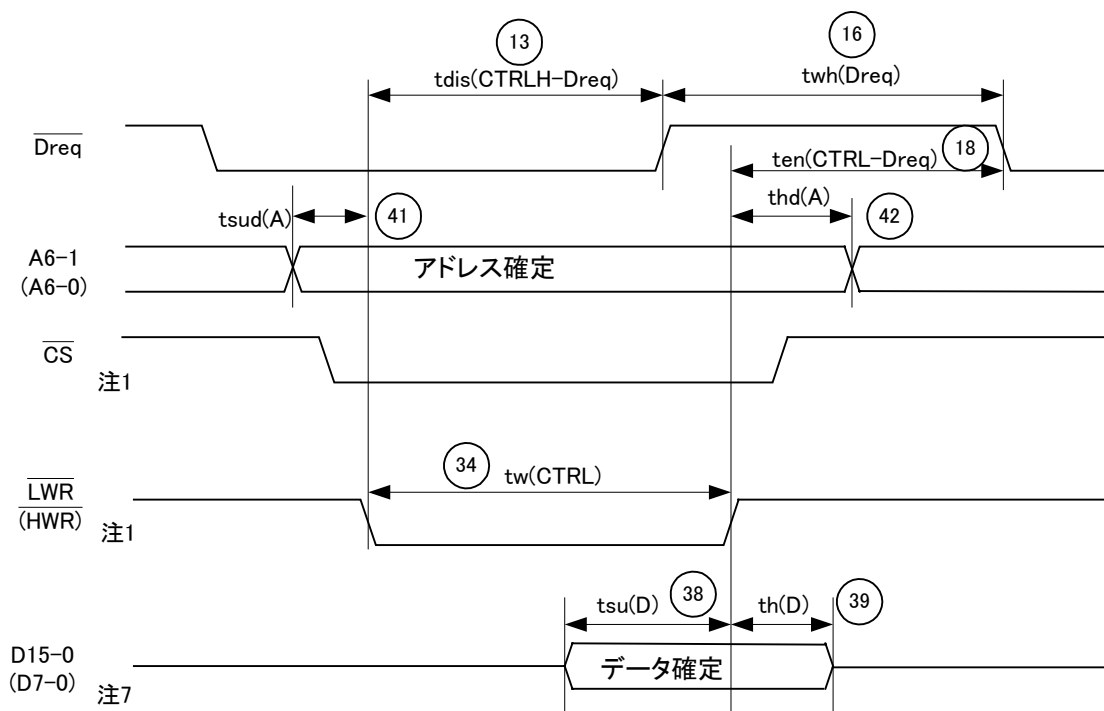 13
16
tdis(CTRLH-Dreq)
twh(Dreq)
Dreq
ten(CTRL-Dreq)
18
tsud(A)
41
thd(A)
42
A6-1
(A6-0)
アドレス確定
CS
注1
34
tw(CTRL)
LWR
(HWR)
注1
tsu(D)
38
th(D)
39
D15-0
(D7-0)
データ確定
注7